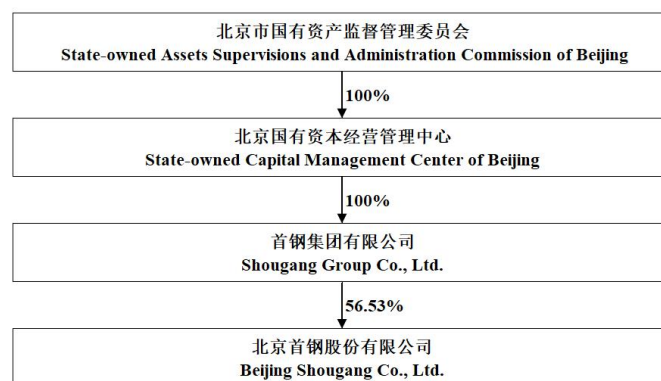 北京市国有资产监督管理委员会
State-owned Assets Supervisions and Administration Commission of Beijing
100%
北京国有资本经营管理中心
State-owned Capital Management Center of Beijing
100%
首钢集团有限公司
Shougang Group Co., Ltd.
56.53%
北京首钢股份有限公司
Beijing Shougang Co., Ltd.